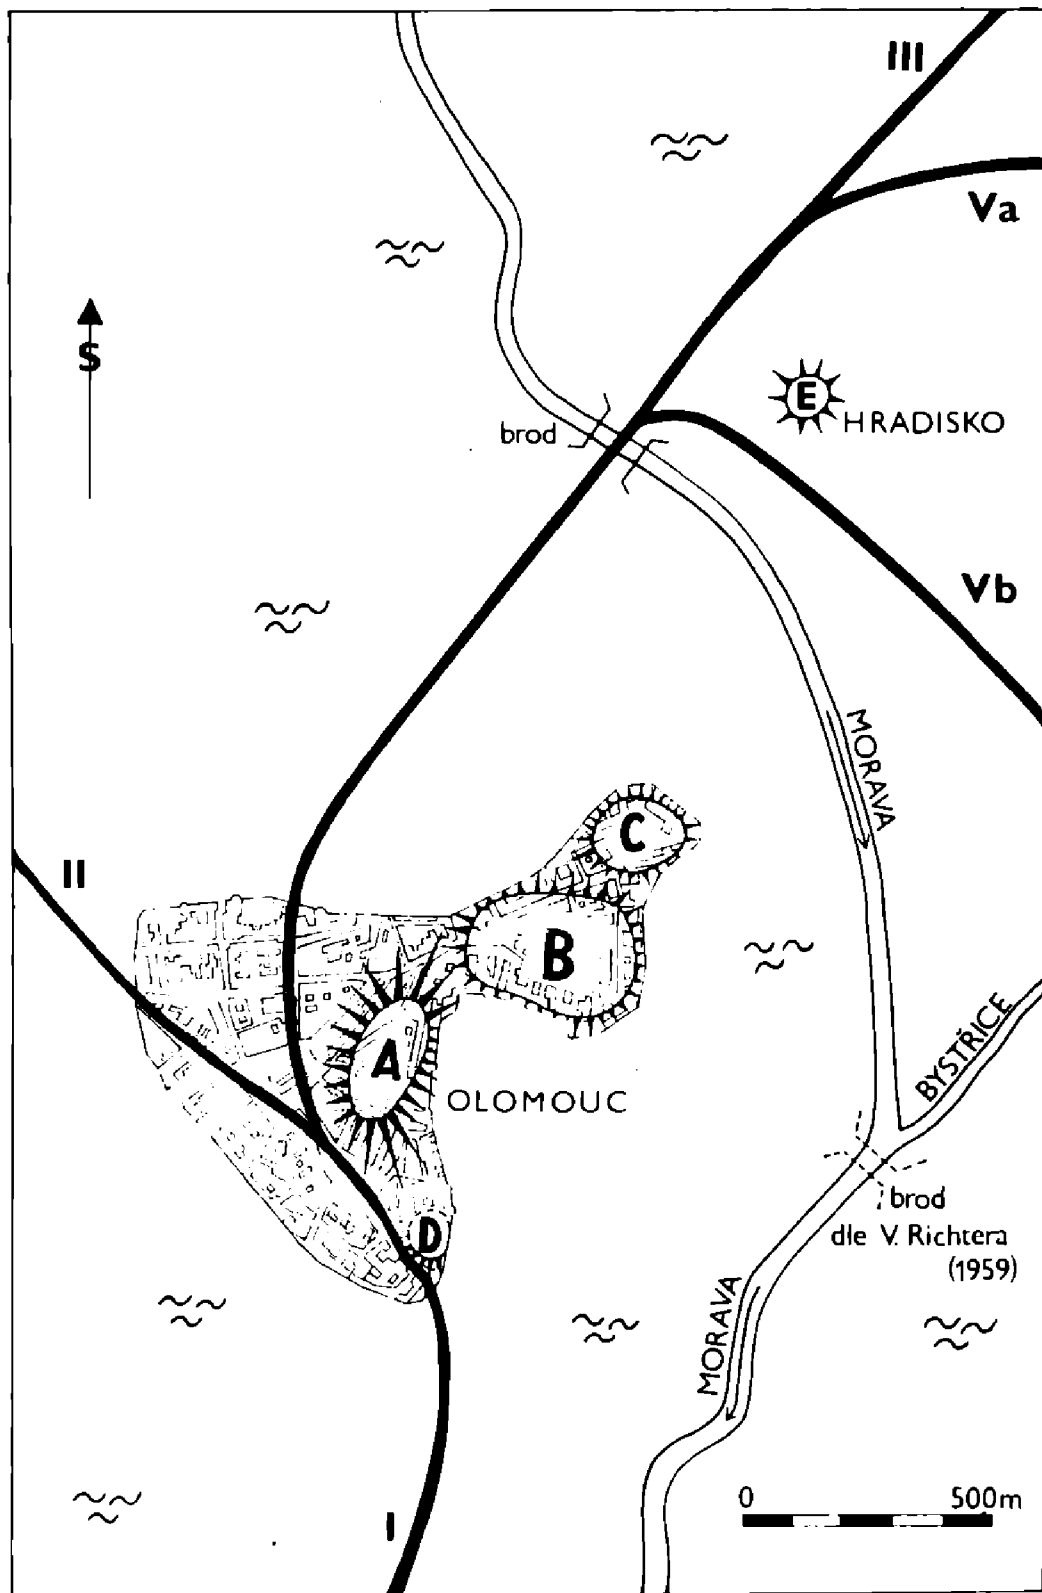 III
Va
S
E
HRADISKO
brod
Vb
MORAVA
C
II
B
A
OLOMOUC
BYSTŘICE
D
brod
dle V. Richtera
(1959)
MORAVA
0 500m
I